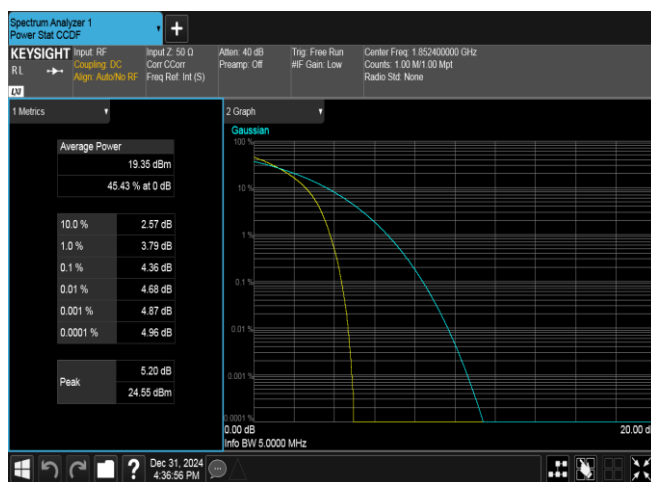 Spectrum Analyzer 1
Power Stat CCDF
+
KEYSIGHT
RL
LXI
Input: RF
Coupling: DC
Align: Auto/No RF
Input Z: 50 Ω
Corr CCorr
Freq Ref: Int (S)
Atten: 40 dB
Preamp: Off
Trig: Free Run
#IF Gain: Low
Center Freq: 1.852400000 GHz
Counts: 1.00 M/1.00 Mpt
Radio Std: None
1 Metrics
Average Power
19.35 dBm
45.43 % at 0 dB
10.0 % 2.57 dB
1.0 % 3.79 dB
0.1 % 4.36 dB
0.01 % 4.68 dB
0.001 % 4.87 dB
0.0001 % 4.96 dB
Peak
5.20 dB
24.55 dBm
2 Graph
Gaussian
100 %
10 %
1 %
0.1 %
0.01 %
0.001 %
0.0001 %
0.00 dB
20.00 d
Info BW 5.0000 MHz
?
Dec 31, 2024
4:36:56 PM